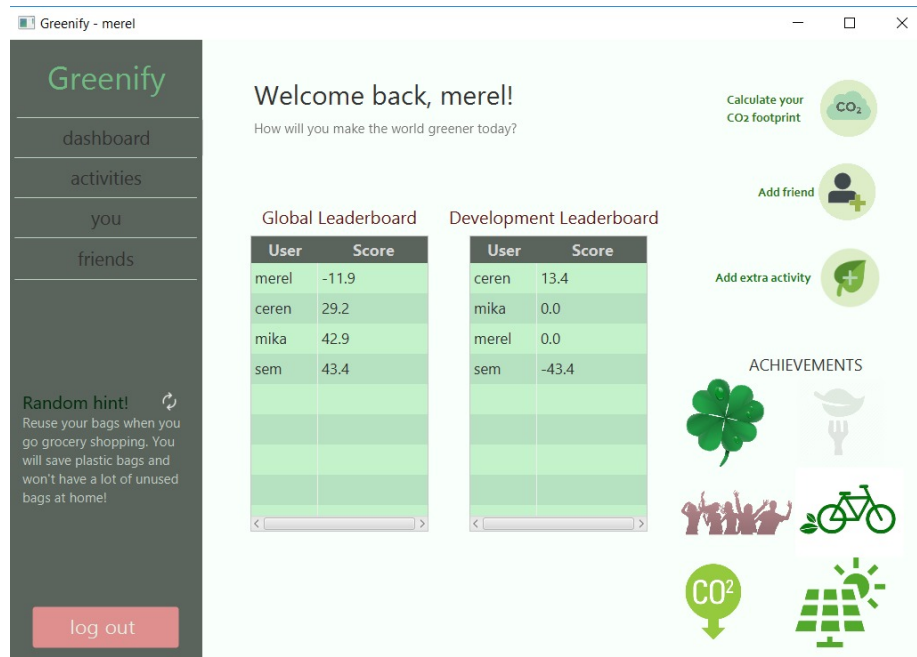 Greenify - merel
Greenify
dashboard
activities
you
friends
Random hint!
Reuse your bags when you
go grocery shopping. You
will save plastic bags and
won't have a lot of unused
bags at home!
log out
Welcome back, merel!
How will you make the world greener today?
Global Leaderboard
User Score
merel -11.9
ceren 29.2
mika 42.9
sem 43.4
Development Leaderboard
User Score
ceren 13.4
mika 0.0
merel 0.0
sem -43.4
Calculate your
CO2 footprint
CO₂
Add friend
Add extra activity
ACHIEVEMENTS
CO²